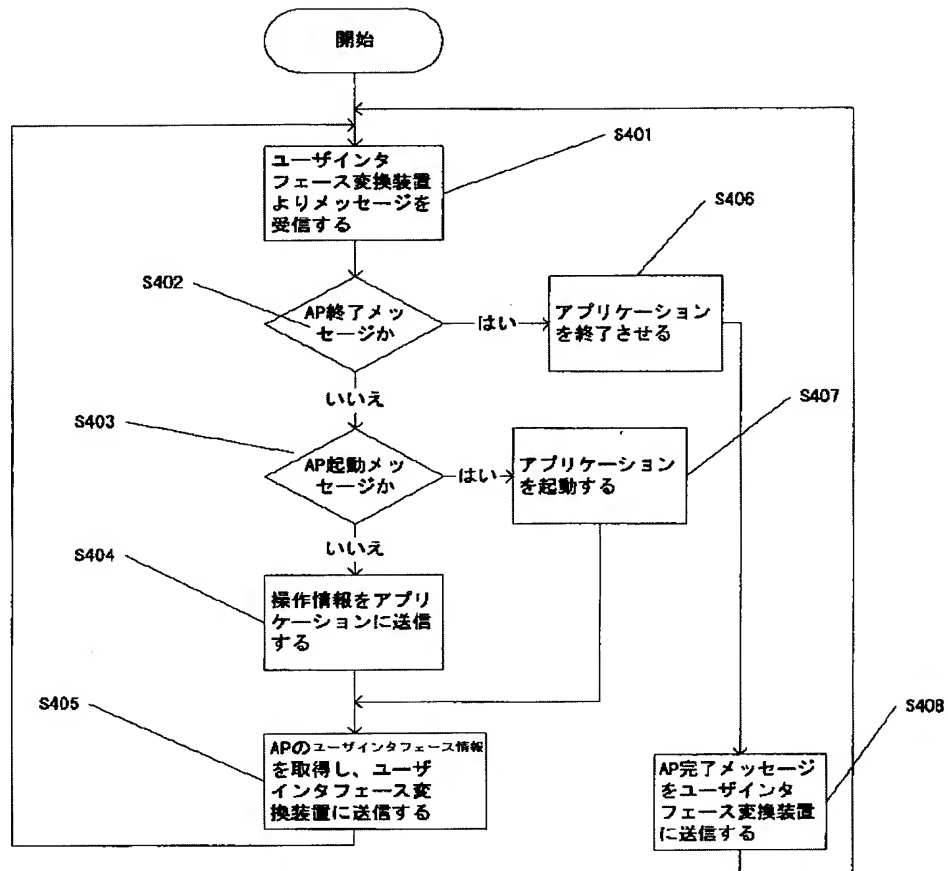 開始
S401
ユーザインタ
フェース変換装置
よりメッセージを
受信する
S406
S402
AP終了メッ
セージか
はい
アプリケーション
を終了させる
いいえ
S407
S403
AP起動メッ
セージか
はい
アプリケーション
を起動する
いいえ
S404
操作情報をアプリ
ケーションに送信
する
S405
S408
APのユーザインタフェース情報
を取得し、ユーザ
インタフェース変
換装置に送信する
AP完了メッセージ
をユーザインタ
フェース変換装置
に送信する